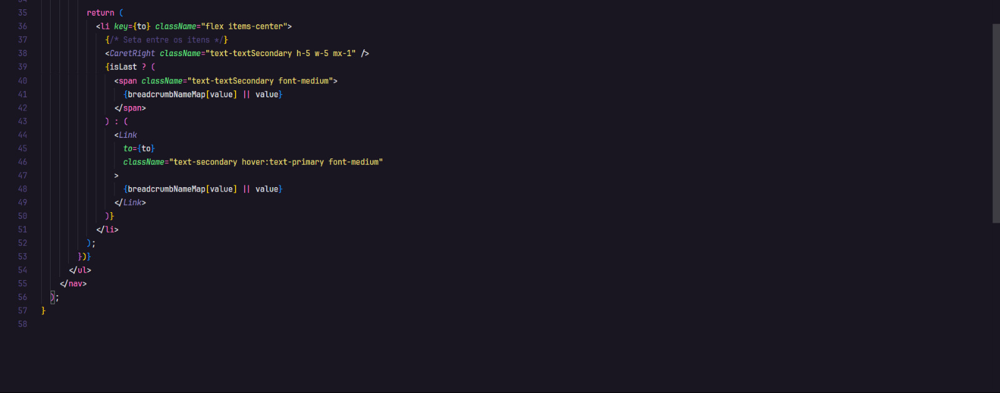 35 return (
36 <li key={to} className="flex items-center">
37 {/* Seta entre os itens */}
38 <CaretRight className="text-textSecondary h-5 w-5 mx-1" />
39 {isLast ? (
40 <span className="text-textSecondary font-medium">
41 {breadcrumbNameMap[value] || value}
42 </span>
43 ) : (
44 <Link
45 to={to}
46 className="text-secondary hover:text-primary font-medium"
47 >
48 {breadcrumbNameMap[value] || value}
49 </Link>
50 )}
51 </li>
52 );
53 })}
54 </ul>
55 </nav>
56 );
57 }
58